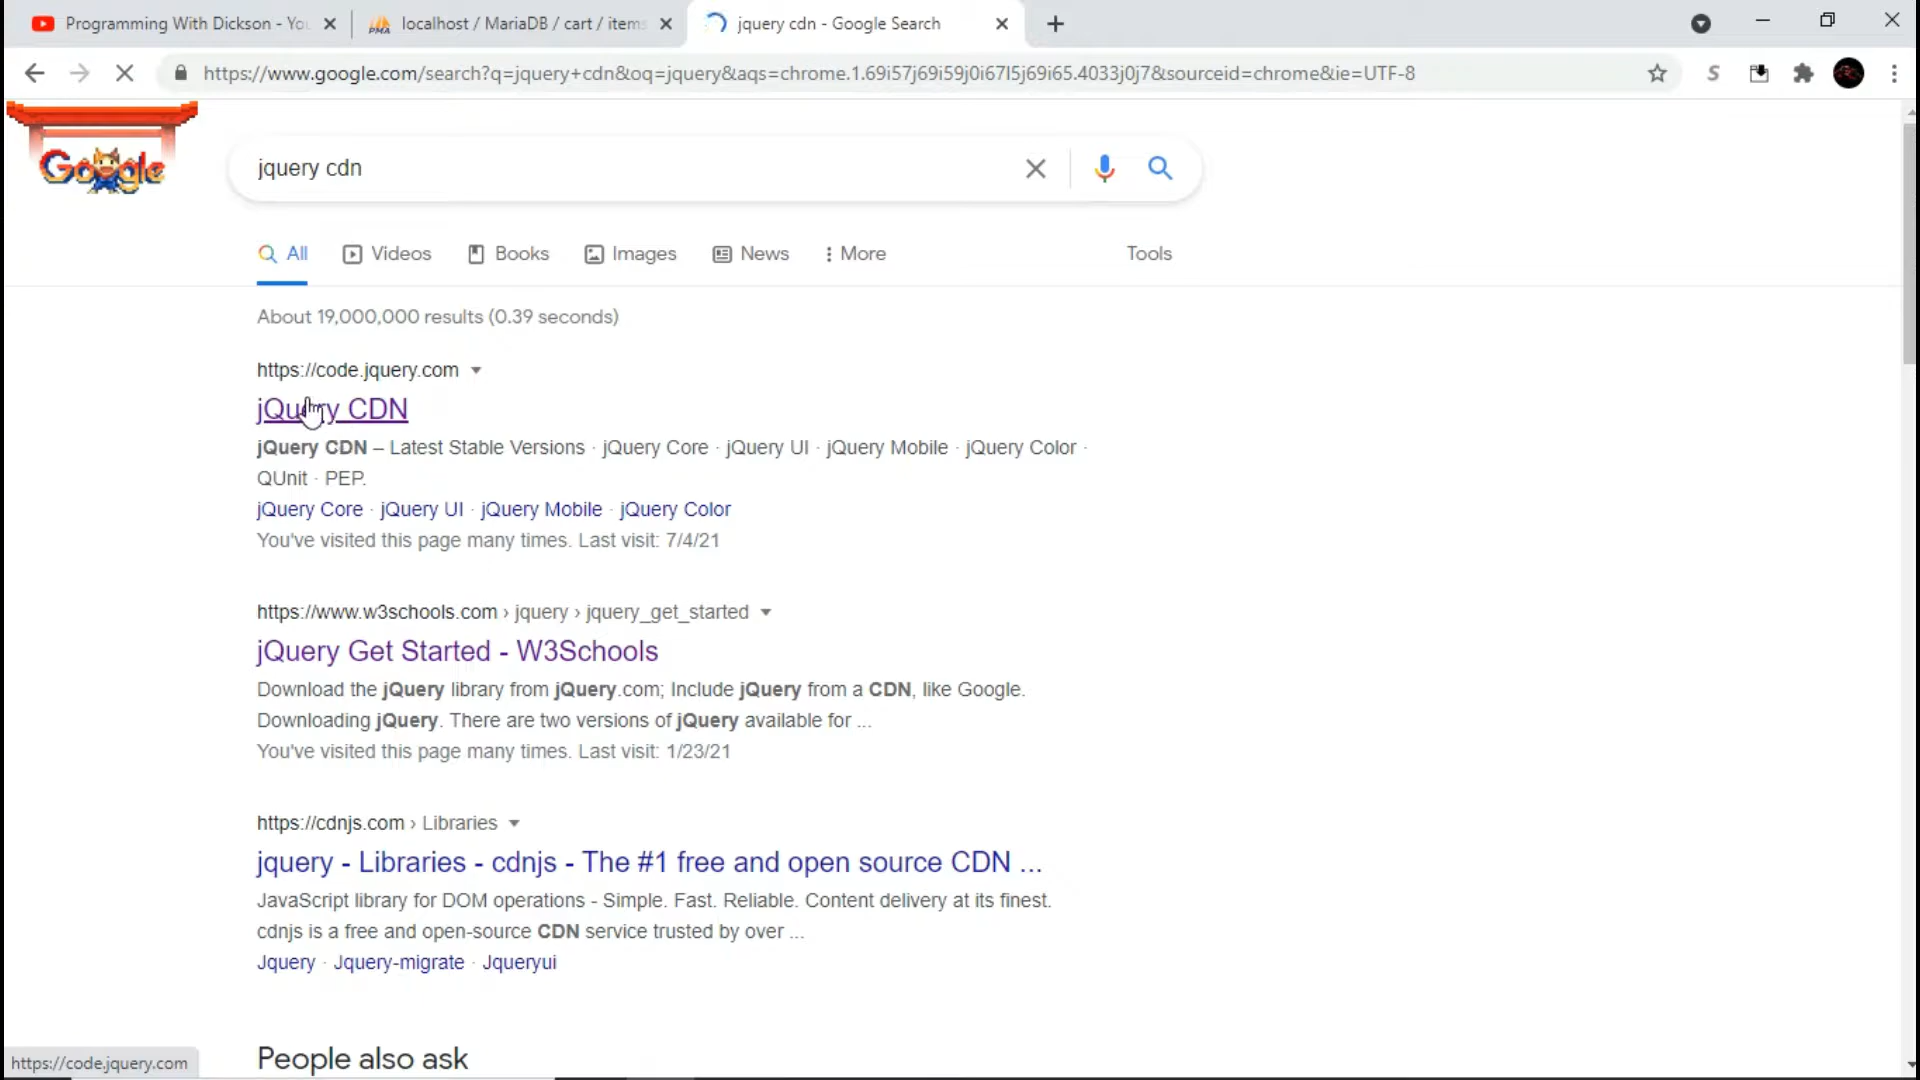 Programming With Dickson - You
localhost / MariaDB / cart / items
jquery cdn - Google Search
https://www.google.com/search?q=jquery+cdn&oq=jquery&aqs=chrome.1.69i57j69i59j0i67l5j69i65.4033j0j7&sourceid=chrome&ie=UTF-8
Google
jquery cdn
All Videos Books Images News More Tools
About 19,000,000 results (0.39 seconds)
https://code.jquery.com
jQuery CDN
jQuery CDN – Latest Stable Versions · jQuery Core · jQuery UI · jQuery Mobile · jQuery Color ·
QUnit · PEP.
jQuery Core · jQuery UI · jQuery Mobile · jQuery Color
You've visited this page many times. Last visit: 7/4/21
https://www.w3schools.com › jquery › jquery_get_started
jQuery Get Started - W3Schools
Download the jQuery library from jQuery.com; Include jQuery from a CDN, like Google.
Downloading jQuery. There are two versions of jQuery available for ...
You've visited this page many times. Last visit: 1/23/21
https://cdnjs.com › Libraries
jquery - Libraries - cdnjs - The #1 free and open source CDN ...
JavaScript library for DOM operations - Simple. Fast. Reliable. Content delivery at its finest.
cdnjs is a free and open-source CDN service trusted by over ...
Jquery · Jquery-migrate · Jqueryui
People also ask
https://code.jquery.com